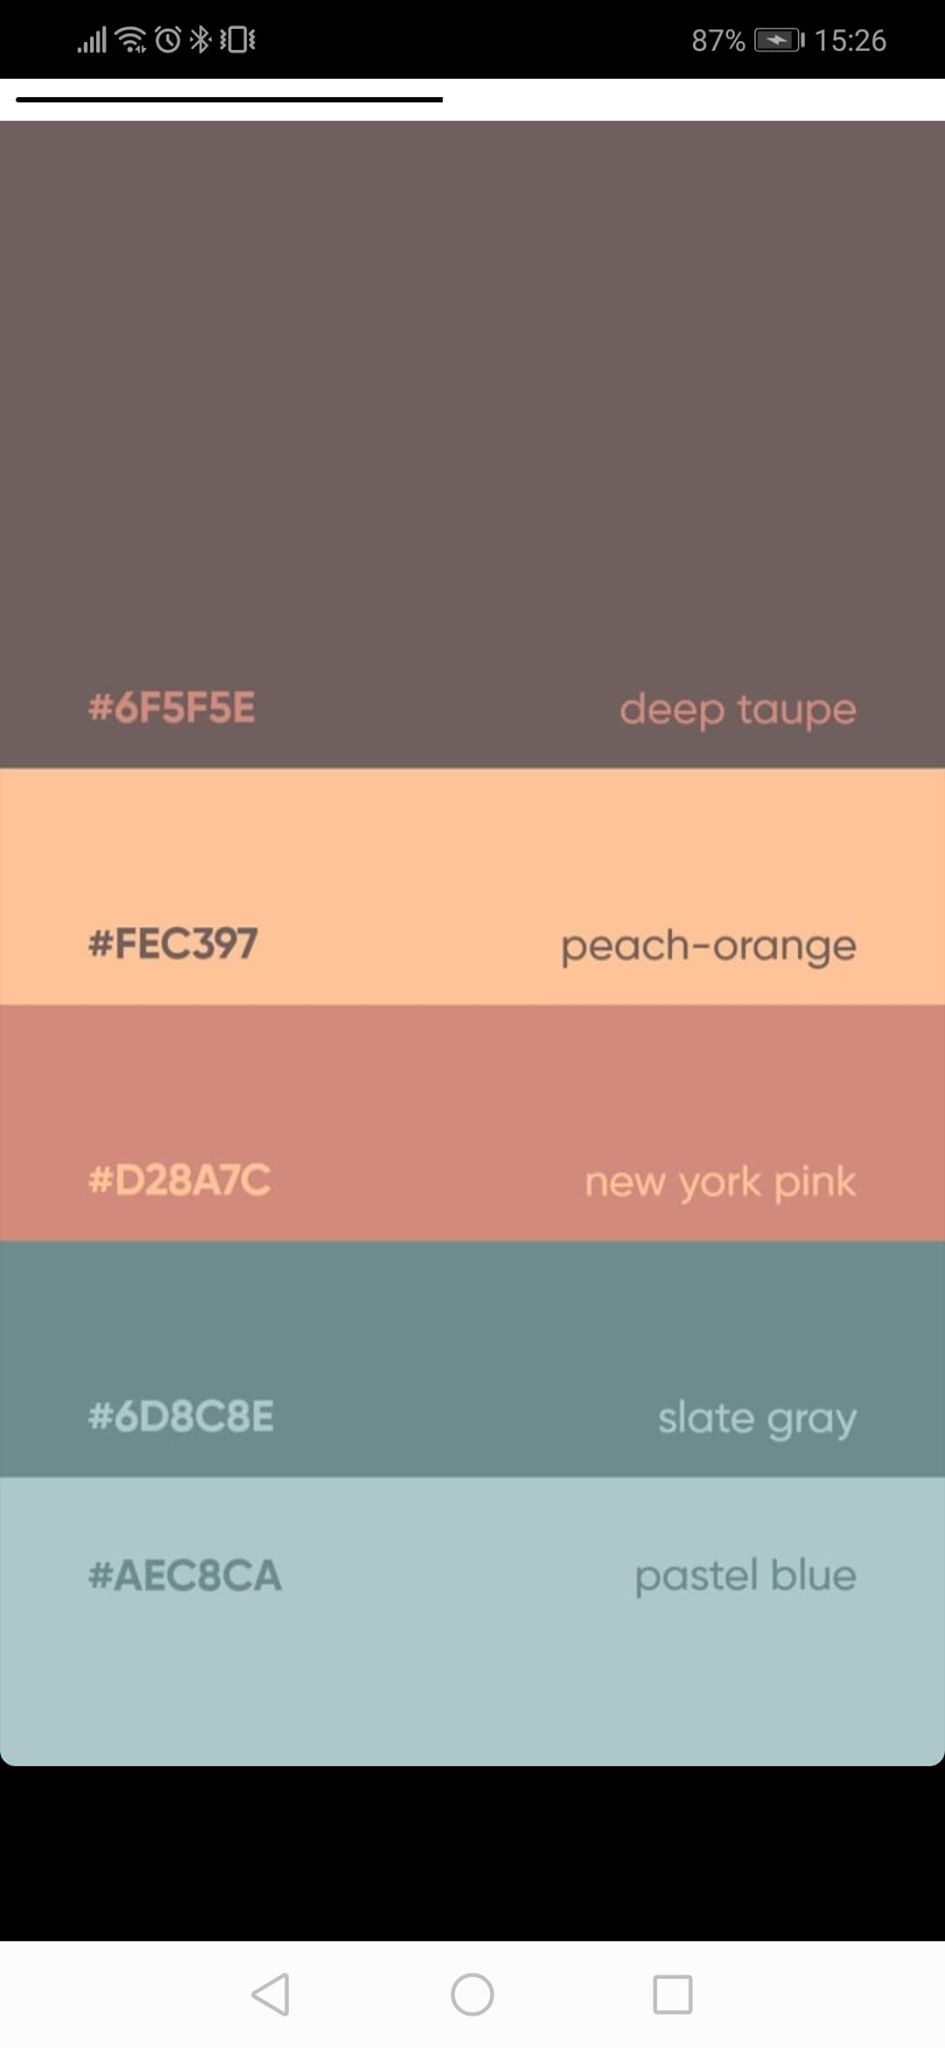 87% 15:26
#6F5F5E deep taupe
#FEC397 peach-orange
#D28A7C new york pink
#6D8C8E slate gray
#AEC8CA pastel blue